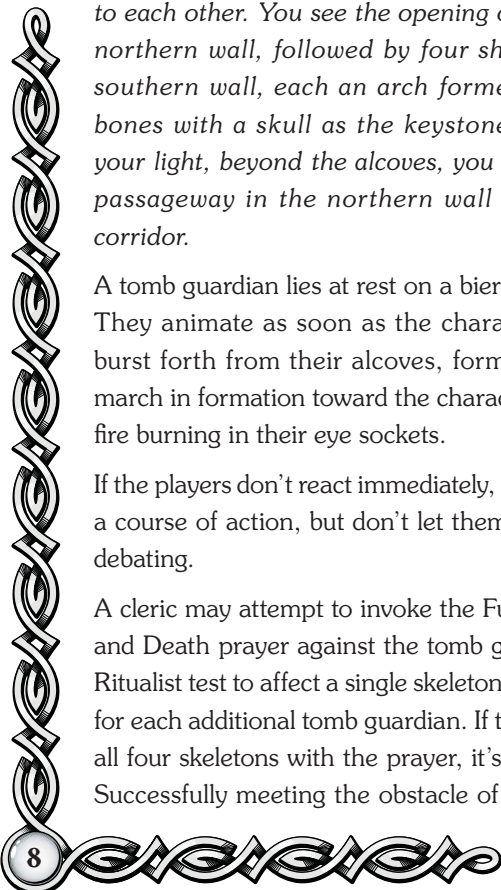 to each other. You see the opening
northern wall, followed by four
southern wall, each an arch
bones with a skull as the keystone
your light, beyond the alcoves, you
passageway in the northern wall
corridor.
A tomb guardian lies at rest on a bier
They animate as soon as the
burst forth from their alcoves,
march in formation toward the
fire burning in their eye sockets.
If the players don’t react immediately,
a course of action, but don’t let them
debating.
A cleric may attempt to invoke the
and Death prayer against the tomb
Ritualist test to affect a single skeleton
for each additional tomb guardian. If
all four skeletons with the prayer, it’s
Successfully meeting the obstacle of
8